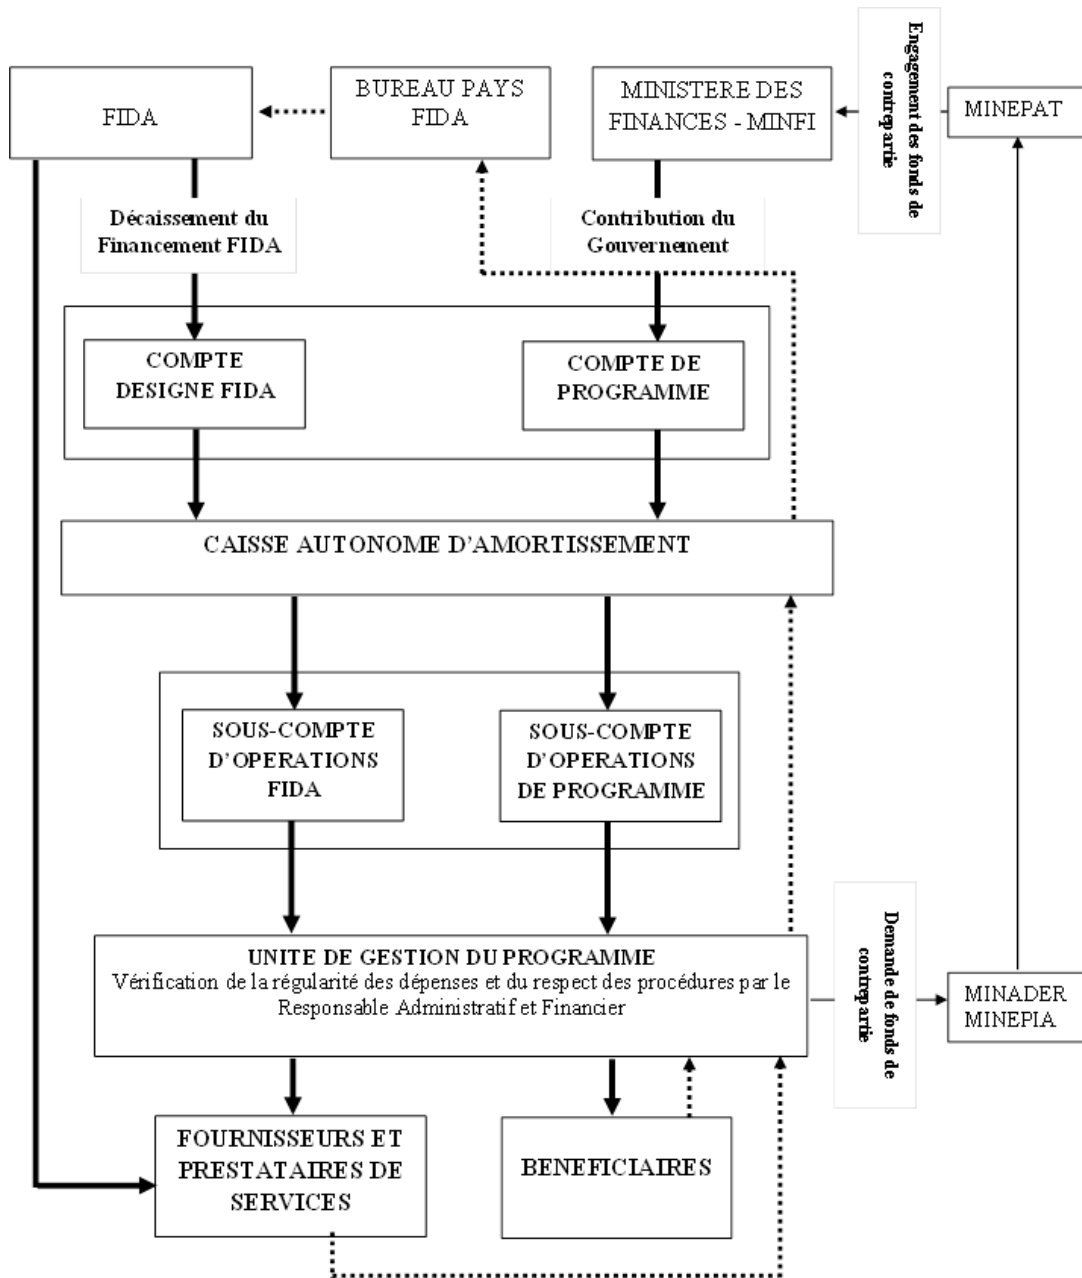 FIDA
BUREAU PAYS
FIDA
MINISTERE DES
FINANCES - MINFI
Engagement des fonds de
contrepartie
MINEPAT
Décaissement du
Financement FIDA
Contribution du
Gouvernement
COMPTE
DESIGNE FIDA
COMPTE DE
PROGRAMME
CAISSE AUTONOME D'AMORTISSEMENT
SOUS-COMPTE
D'OPERATIONS
FIDA
SOUS-COMPTE
D'OPERATIONS
DE PROGRAMME
UNITE DE GESTION DU PROGRAMME
Vérification de la régularité des dépenses et du respect des procédures par le
Responsable Administratif et Financier
Demande de fonds de
contrepartie
MINADER
MINEPIA
FOURNISSEURS ET
PRESTATAIRES DE
SERVICES
BENEFICIAIRES